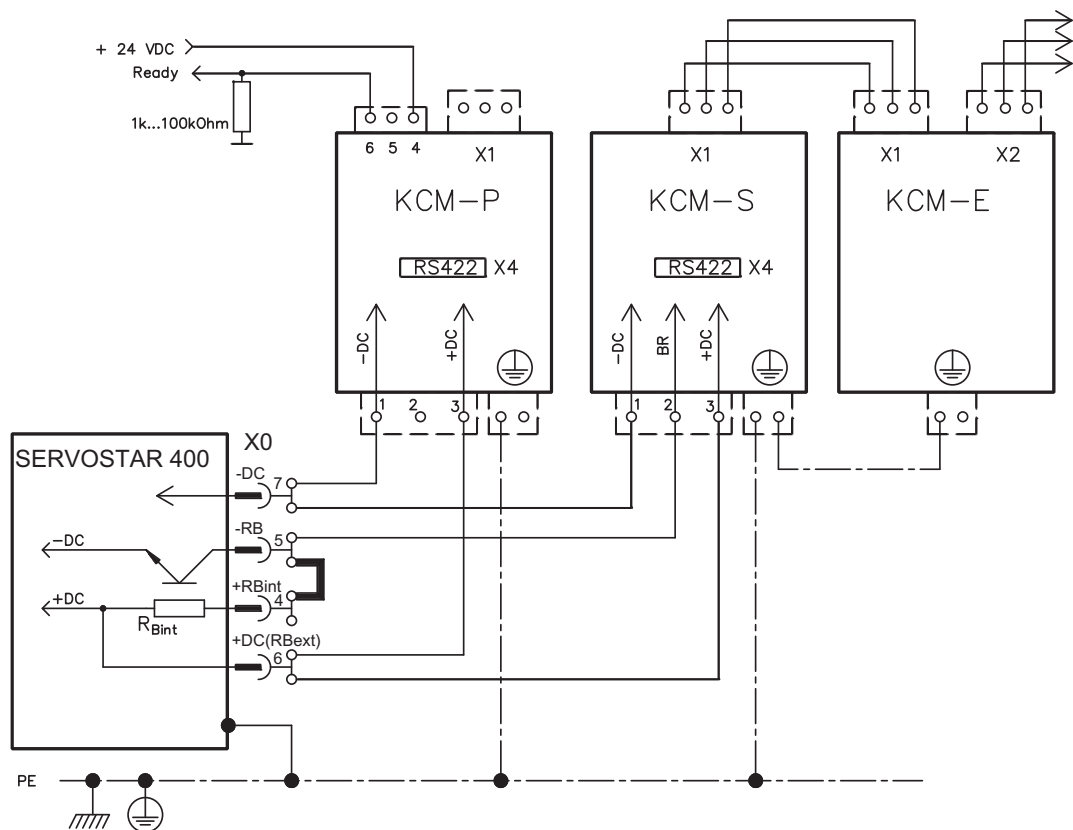 + 24 VDC
Ready
1k...100kOhm
6 5 4
X1
KCM-P
RS422 X4
-DC
+DC
1 2 3
X1
KCM-S
RS422 X4
-DC
BR
+DC
1 2 3
X1 X2
KCM-E
SERVOSTAR 400
X0
-DC 7
-RB 5
-DC
+RBint 4
+DC
RBint
+DC(RBext) 6
PE